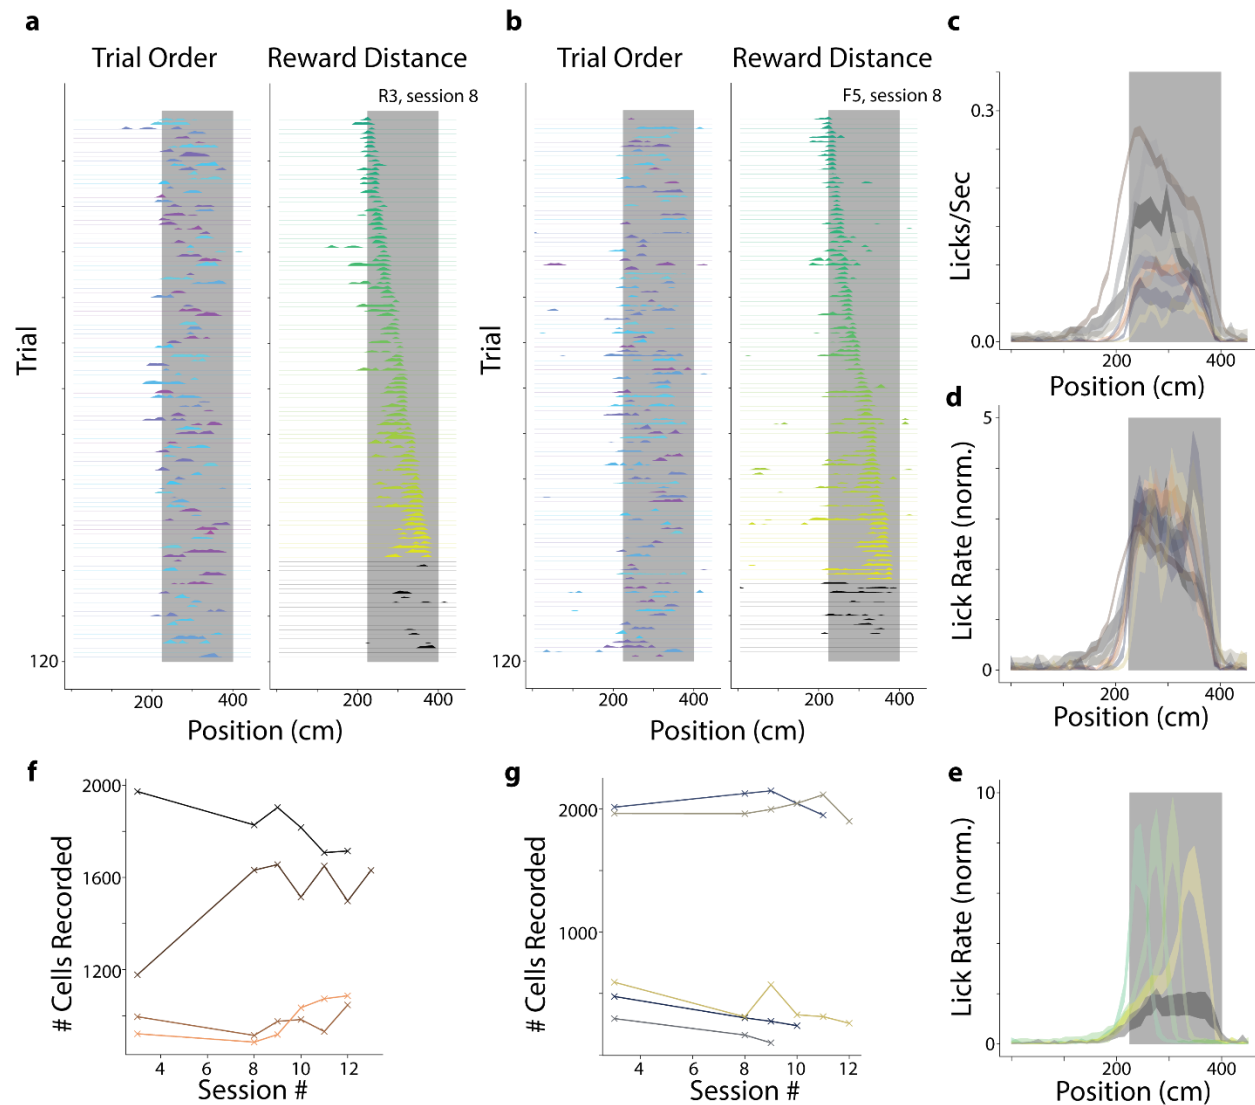 a
Trial Order
Reward Distance
R3, session 8
Trial
120
200
400
200
400
Position (cm)
b
Trial Order
Reward Distance
F5, session 8
Trial
120
200
400
200
400
Position (cm)
c
Licks/Sec
0.3
0.0
200
400
Position (cm)
d
Lick Rate (norm.)
5
0
200
400
Position (cm)
f
# Cells Recorded
2000
1600
1200
4
6
8
10
12
Session #
g
# Cells Recorded
2000
1000
4
6
8
10
12
Session #
e
Lick Rate (norm.)
10
0
200
400
Position (cm)